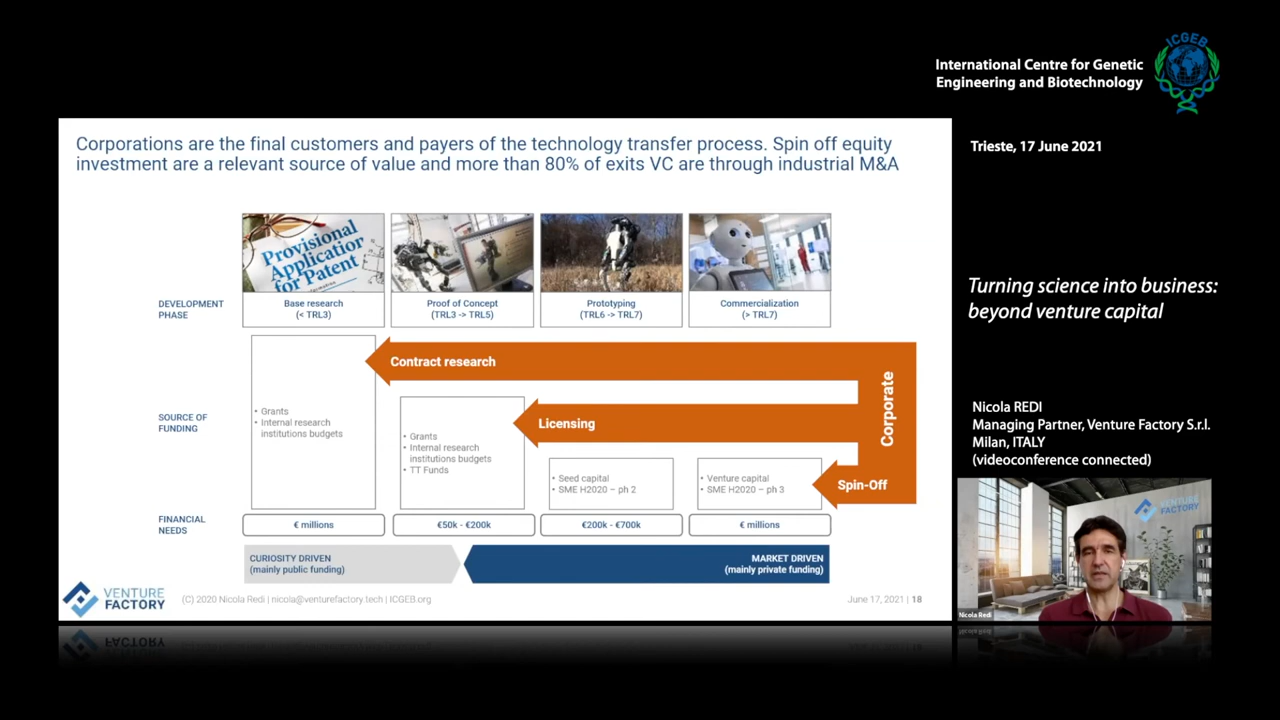 International Centre for Genetic
Engineering and Biotechnology
ICGEB
Trieste, 17 June 2021
Corporations are the final customers and payers of the technology transfer process. Spin off equity
investment are a relevant source of value and more than 80% of exits VC are through industrial M&A
Provisional
Application
for Patent
DEVELOPMENT
PHASE
Base research
(< TRL3)
Proof of Concept
(TRL3 -> TRL5)
Prototyping
(TRL6 -> TRL7)
Commercialization
(> TRL7)
Contract research
Licensing
Spin-Off
Corporate
SOURCE OF
FUNDING
• Grants
• Internal research
institutions budgets
• Grants
• Internal research
institutions budgets
• TT Funds
• Seed capital
• SME H2020 – ph 2
• Venture capital
• SME H2020 – ph 3
FINANCIAL
NEEDS
€ millions
€50k - €200k
€200k - €700k
€ millions
CURIOSITY DRIVEN
(mainly public funding)
MARKET DRIVEN
(mainly private funding)
VENTURE
FACTORY
(C) 2020 Nicola Redi | nicola@venturefactory.tech | ICGEB.org
June 17, 2021 | 18
Turning science into business:
beyond venture capital
Nicola REDI
Managing Partner, Venture Factory S.r.l.
Milan, ITALY
(videoconference connected)
VENTURE
FACTORY
Nicola Redi